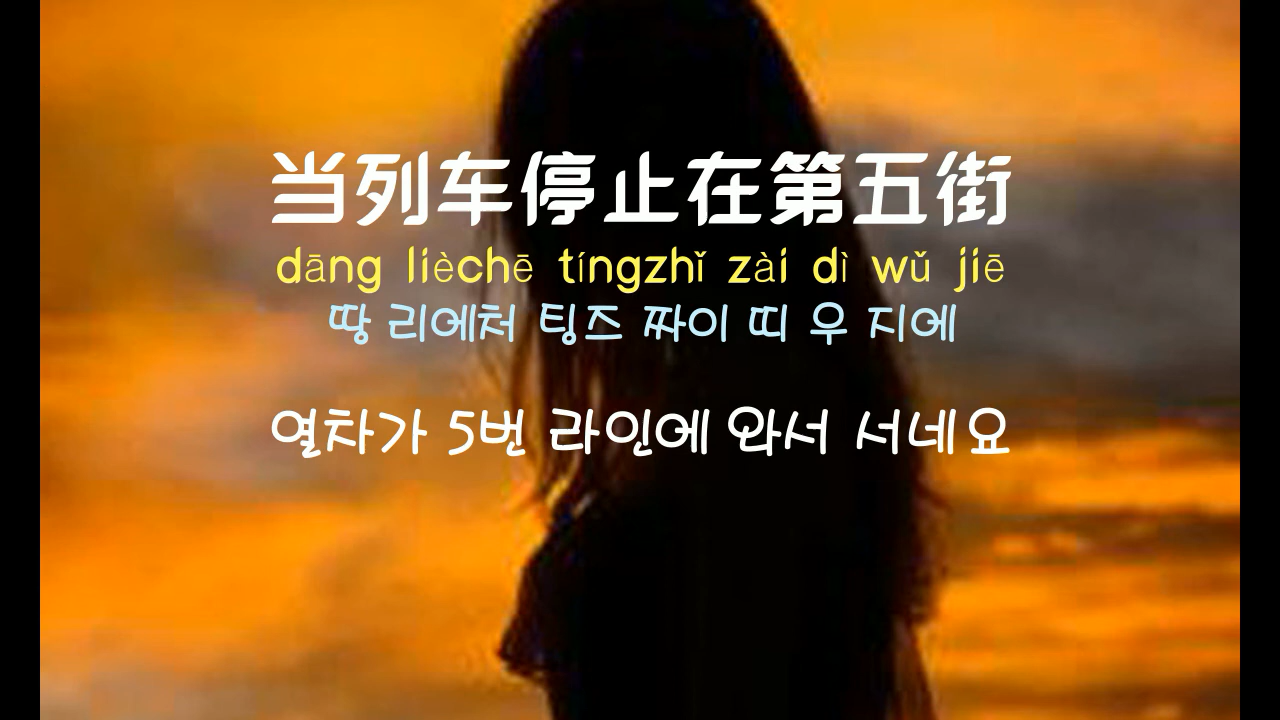 当列车停止在第五街
dāng lièchē tíngzhǐ zài dì wǔ jiē
땅 리에처 팅즈 짜이 띠 우 지에
열차가 5번 라인에 와서 서네요